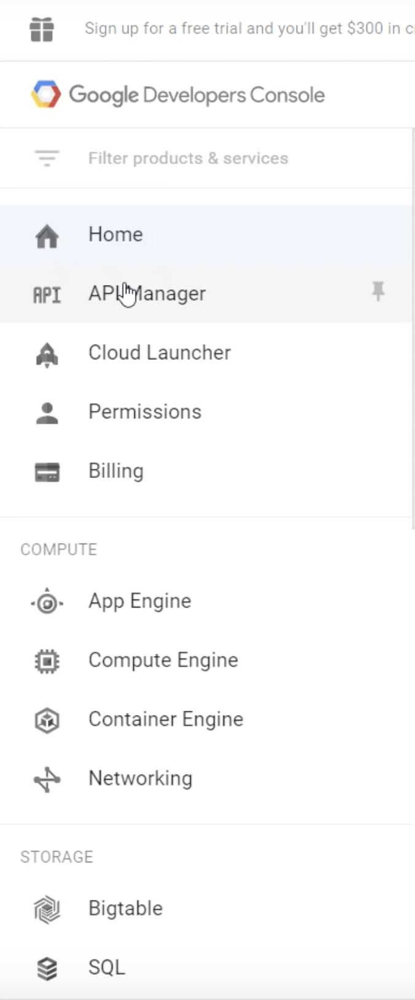 Sign up for a free trial and you'll get $300 in
Google Developers Console
Filter products & services
Home
API Manager
Cloud Launcher
Permissions
Billing
COMPUTE
App Engine
Compute Engine
Container Engine
Networking
STORAGE
Bigtable
SQL